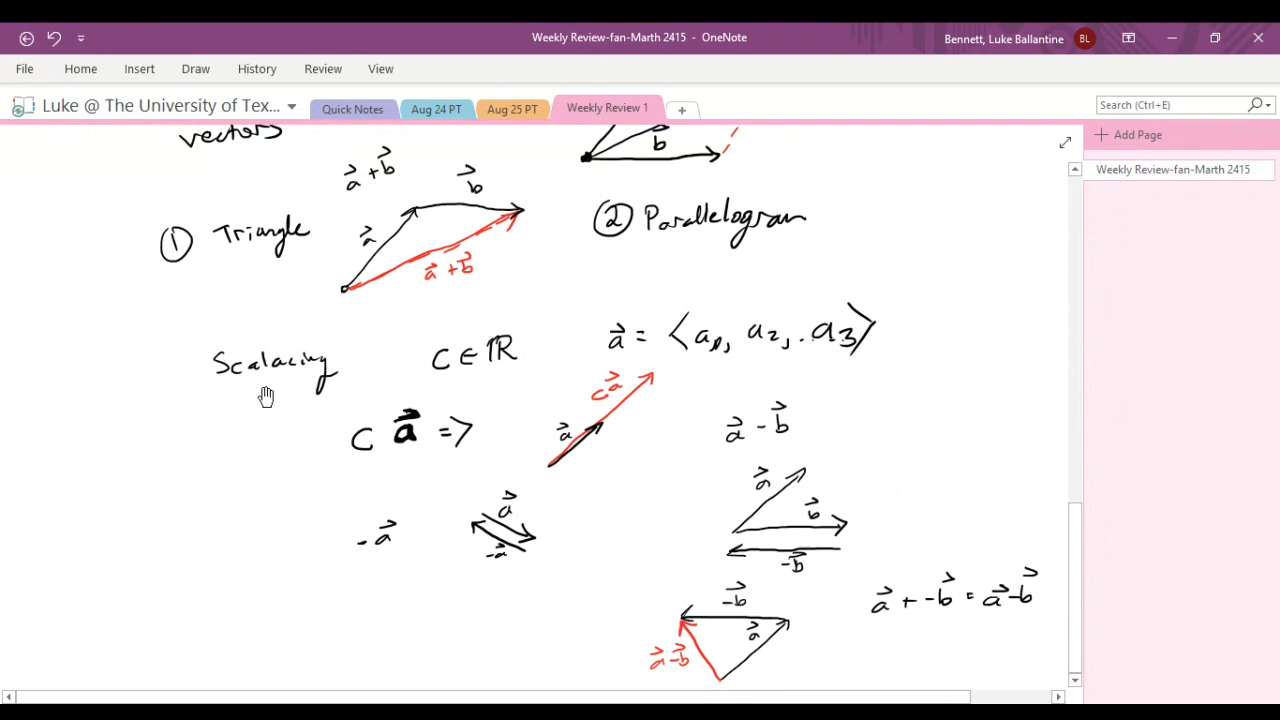 Weekly Review-fan-Marth 2415 - OneNote
Bennett, Luke Ballantine BL
File Home Insert Draw History Review View
Luke @ The University of Tex... Quick Notes Aug 24 PT Aug 25 PT Weekly Review 1 +
Search (Ctrl+E)
Add Page
Weekly Review-fan-Marth 2415
vectors
b⃗
a⃗ + b⃗
① Triangle
a⃗
b⃗
a⃗ + b⃗
② Parallelogram
Scalacing
C ∈ ℝ
a⃗ = ⟨a₁, a₂, a₃⟩
C a⃗ =>
a⃗
c a⃗
a⃗ - b⃗
a⃗
b⃗
-b⃗
- a⃗
a⃗
-a⃗
-b⃗
a⃗
a⃗-b⃗
a⃗ + -b⃗ = a⃗-b⃗